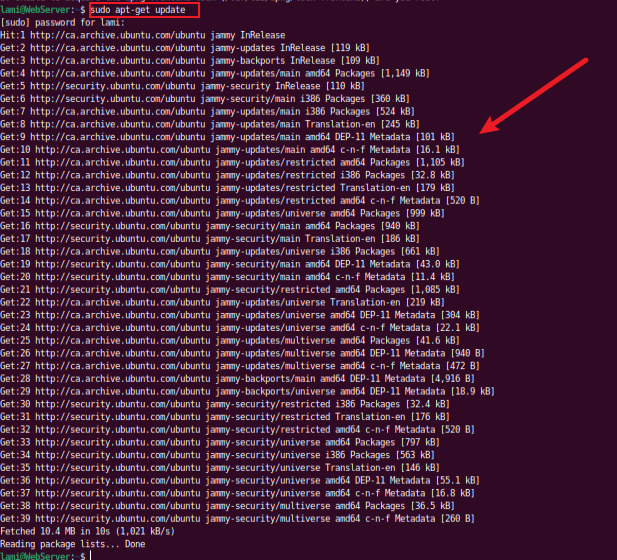 lami@WebServer:~$ sudo apt-get update
[sudo] password for lami:
Hit:1 http://ca.archive.ubuntu.com/ubuntu jammy InRelease
Get:2 http://ca.archive.ubuntu.com/ubuntu jammy-updates InRelease [119 kB]
Get:3 http://ca.archive.ubuntu.com/ubuntu jammy-backports InRelease [109 kB]
Get:4 http://ca.archive.ubuntu.com/ubuntu jammy-updates/main amd64 Packages [1,149 kB]
Get:5 http://security.ubuntu.com/ubuntu jammy-security InRelease [110 kB]
Get:6 http://security.ubuntu.com/ubuntu jammy-security/main i386 Packages [360 kB]
Get:7 http://ca.archive.ubuntu.com/ubuntu jammy-updates/main i386 Packages [524 kB]
Get:8 http://ca.archive.ubuntu.com/ubuntu jammy-updates/main Translation-en [245 kB]
Get:9 http://ca.archive.ubuntu.com/ubuntu jammy-updates/main amd64 DEP-11 Metadata [101 kB]
Get:10 http://ca.archive.ubuntu.com/ubuntu jammy-updates/main amd64 c-n-f Metadata [16.1 kB]
Get:11 http://ca.archive.ubuntu.com/ubuntu jammy-updates/restricted amd64 Packages [1,105 kB]
Get:12 http://ca.archive.ubuntu.com/ubuntu jammy-updates/restricted i386 Packages [32.8 kB]
Get:13 http://ca.archive.ubuntu.com/ubuntu jammy-updates/restricted Translation-en [179 kB]
Get:14 http://ca.archive.ubuntu.com/ubuntu jammy-updates/restricted amd64 c-n-f Metadata [520 B]
Get:15 http://ca.archive.ubuntu.com/ubuntu jammy-updates/universe amd64 Packages [999 kB]
Get:16 http://security.ubuntu.com/ubuntu jammy-security/main amd64 Packages [940 kB]
Get:17 http://security.ubuntu.com/ubuntu jammy-security/main Translation-en [186 kB]
Get:18 http://ca.archive.ubuntu.com/ubuntu jammy-updates/universe i386 Packages [661 kB]
Get:19 http://security.ubuntu.com/ubuntu jammy-security/main amd64 DEP-11 Metadata [43.0 kB]
Get:20 http://security.ubuntu.com/ubuntu jammy-security/main amd64 c-n-f Metadata [11.4 kB]
Get:21 http://security.ubuntu.com/ubuntu jammy-security/restricted amd64 Packages [1,085 kB]
Get:22 http://ca.archive.ubuntu.com/ubuntu jammy-updates/universe Translation-en [219 kB]
Get:23 http://ca.archive.ubuntu.com/ubuntu jammy-updates/universe amd64 DEP-11 Metadata [304 kB]
Get:24 http://ca.archive.ubuntu.com/ubuntu jammy-updates/universe amd64 c-n-f Metadata [22.1 kB]
Get:25 http://ca.archive.ubuntu.com/ubuntu jammy-updates/multiverse amd64 Packages [41.6 kB]
Get:26 http://ca.archive.ubuntu.com/ubuntu jammy-updates/multiverse amd64 DEP-11 Metadata [940 B]
Get:27 http://ca.archive.ubuntu.com/ubuntu jammy-updates/multiverse amd64 c-n-f Metadata [472 B]
Get:28 http://ca.archive.ubuntu.com/ubuntu jammy-backports/main amd64 DEP-11 Metadata [4,916 B]
Get:29 http://ca.archive.ubuntu.com/ubuntu jammy-backports/universe amd64 DEP-11 Metadata [18.9 kB]
Get:30 http://security.ubuntu.com/ubuntu jammy-security/restricted i386 Packages [32.4 kB]
Get:31 http://security.ubuntu.com/ubuntu jammy-security/restricted Translation-en [176 kB]
Get:32 http://security.ubuntu.com/ubuntu jammy-security/restricted amd64 c-n-f Metadata [520 B]
Get:33 http://security.ubuntu.com/ubuntu jammy-security/universe amd64 Packages [797 kB]
Get:34 http://security.ubuntu.com/ubuntu jammy-security/universe i386 Packages [563 kB]
Get:35 http://security.ubuntu.com/ubuntu jammy-security/universe Translation-en [146 kB]
Get:36 http://security.ubuntu.com/ubuntu jammy-security/universe amd64 DEP-11 Metadata [55.1 kB]
Get:37 http://security.ubuntu.com/ubuntu jammy-security/universe amd64 c-n-f Metadata [16.8 kB]
Get:38 http://security.ubuntu.com/ubuntu jammy-security/multiverse amd64 Packages [36.5 kB]
Get:39 http://security.ubuntu.com/ubuntu jammy-security/multiverse amd64 c-n-f Metadata [260 B]
Fetched 10.4 MB in 10s (1,021 kB/s)
Reading package lists... Done
lami@WebServer:~$